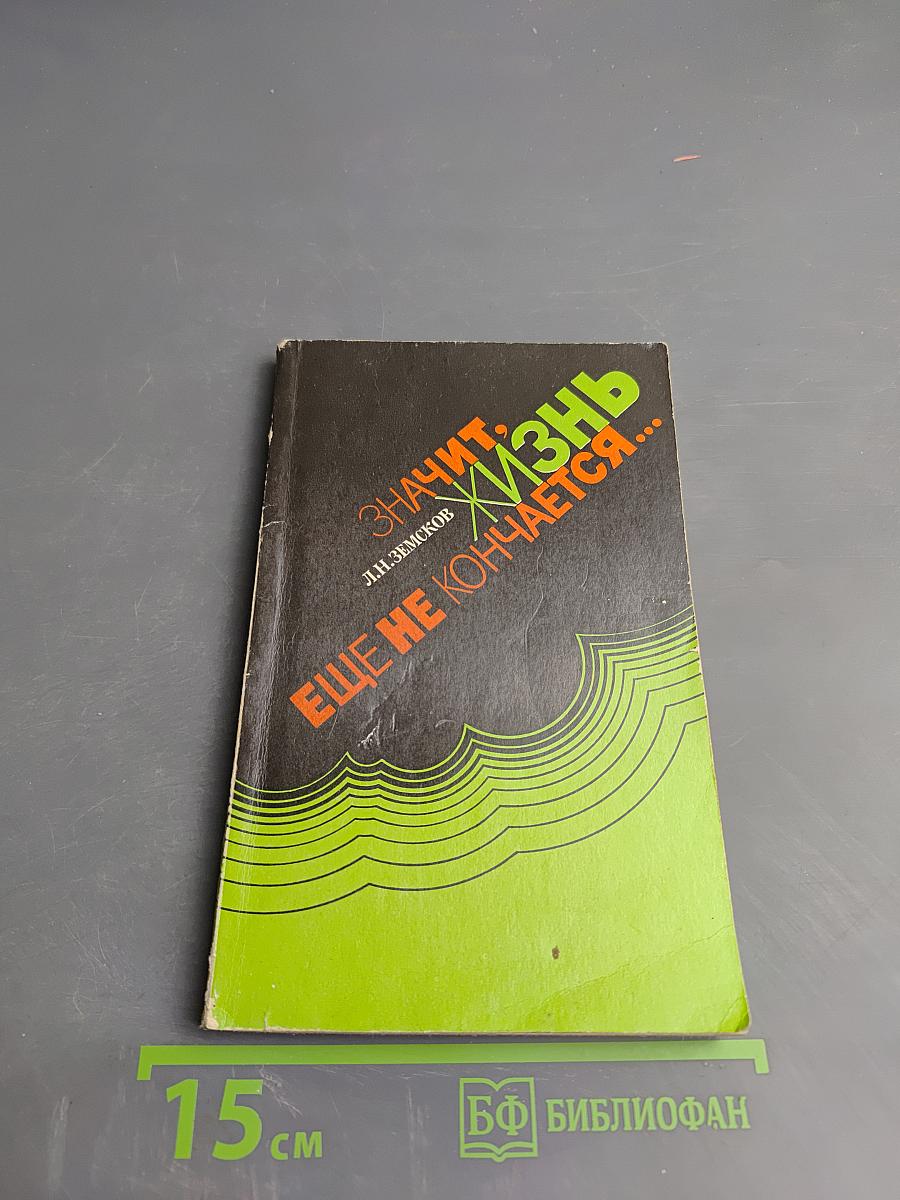 ЗНАЧИТ,
ЖИЗНЬ
Л.Н.ЗЕМСКОВ
ЕЩЕ НЕ КОНЧАЕТСЯ...
15 см
БФ БИБЛИОФАН